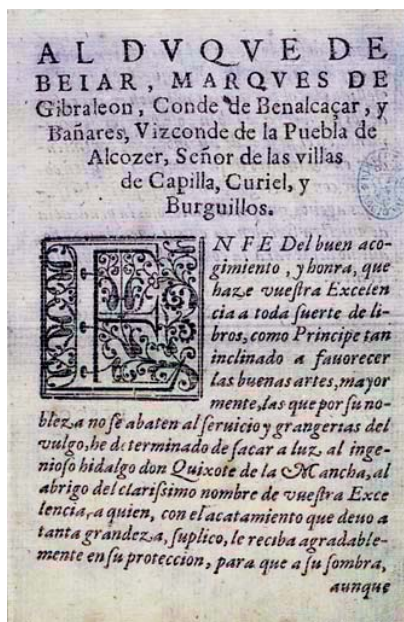 AL DVQVE DE
BEIAR, MARQVES DE
Gibraleon, Conde de Benalcaçar, y
Bañares, Vizconde de la Puebla de
Alcozer, Señor de las villas
de Capilla, Curiel, y
Burguillos.
EN FE Del buen aco-
gimiento, y honra, que
haze vueſtra Excelen
cia a toda ſuerte de li-
bros, como Principe tan
inclinado a fauorecer
las buenas artes, mayor
mente, las que por ſu no-
bleza no ſe abaten al ſeruicio y grangerias del
vulgo, he determinado de ſacar a luz al inge-
nioſo hidalgo don Quixote de la Mancha, al
abrigo del clariſsimo nombre de vueſtra Exce
lencia, a quien, con el acatamiento que deuo a
tanta grandeza, ſuplico, le reciba agradable-
mente en ſu proteccion, para que a ſu ſombra,
aunque